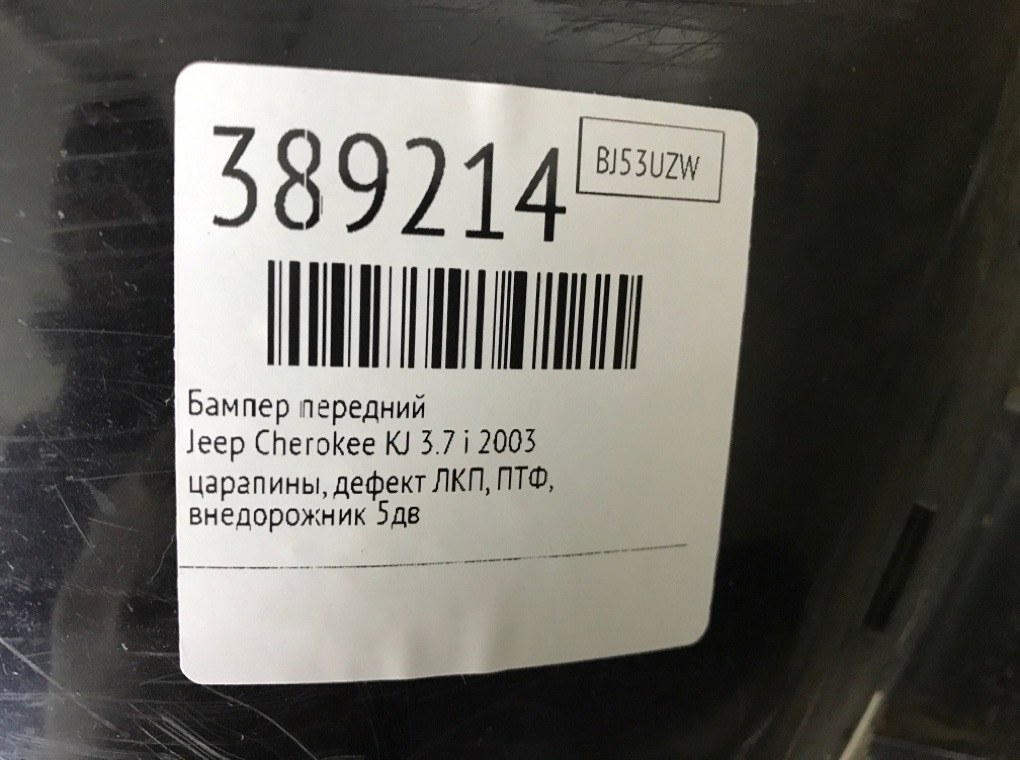 389214
BJ53UZW
Бампер передний
Jeep Cherokee KJ 3.7 i 2003
царапины, дефект ЛКП, ПТФ,
внедорожник 5дв